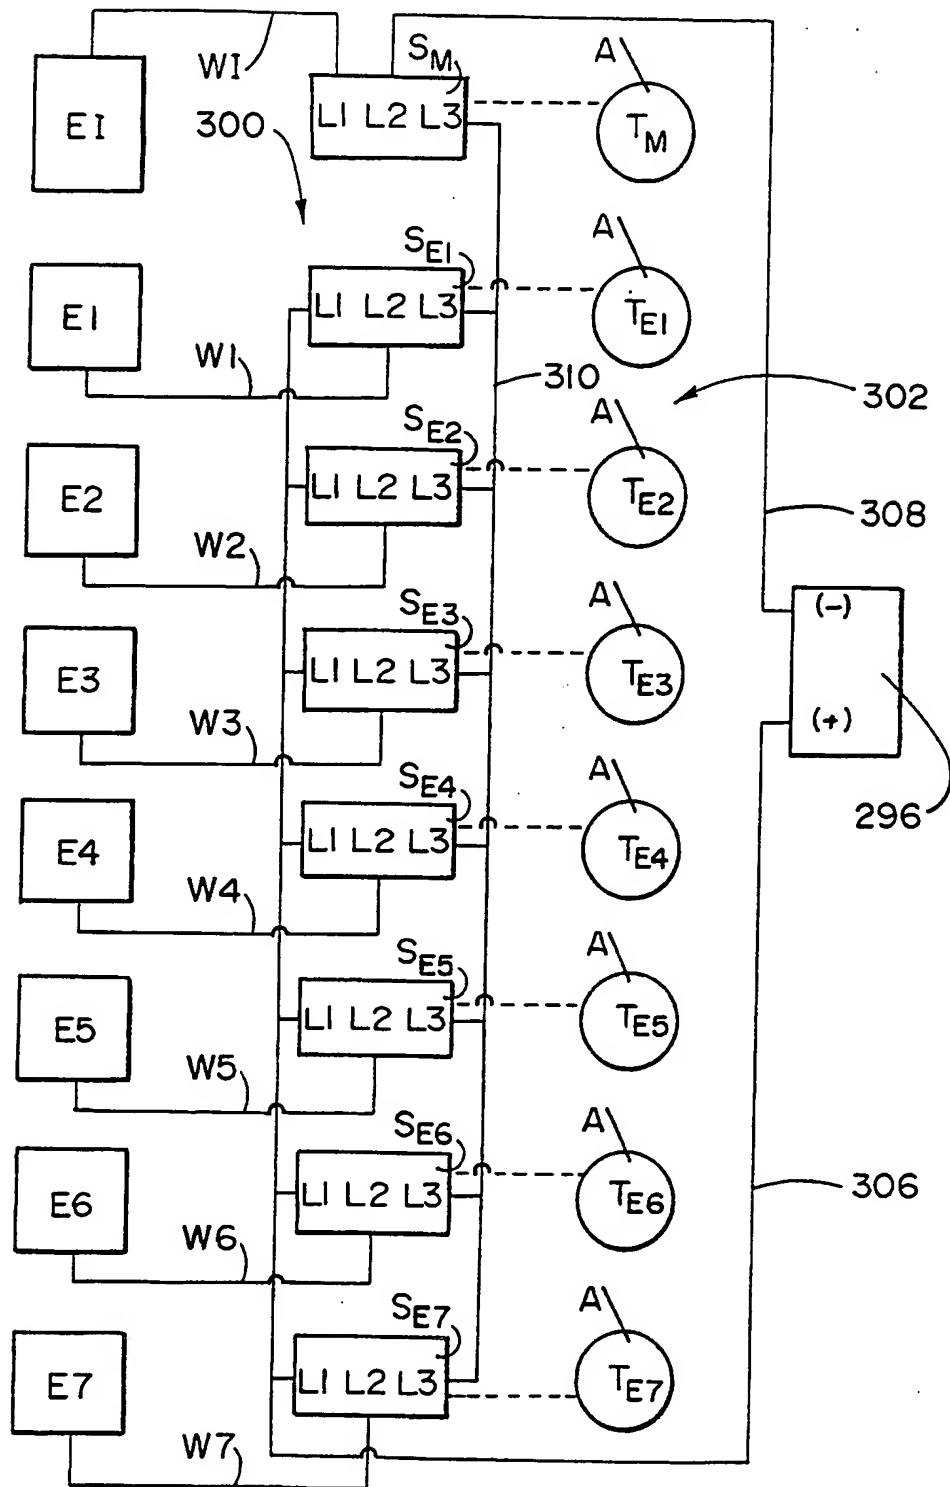 WI
SM
A
EI
L1 L2 L3
TM
300
SE1
A
E1
L1 L2 L3
TE1
W1
310
302
SE2
A
E2
L1 L2 L3
TE2
308
W2
SE3
A
(-)
E3
L1 L2 L3
TE3
(+)
W3
SE4
A
296
E4
L1 L2 L3
TE4
W4
SE5
A
E5
L1 L2 L3
TE5
W5
SE6
A
E6
L1 L2 L3
TE6
306
W6
SE7
A
E7
L1 L2 L3
TE7
W7